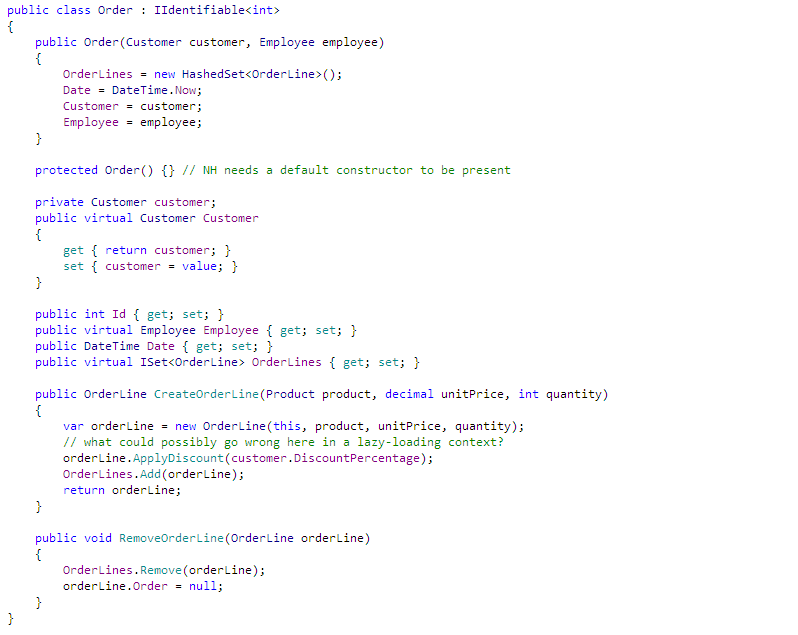 public class Order : IIdentifiable<int>
{
    public Order(Customer customer, Employee employee)
    {
        OrderLines = new HashedSet<OrderLine>();
        Date = DateTime.Now;
        Customer = customer;
        Employee = employee;
    }

    protected Order() {} // NH needs a default constructor to be present

    private Customer customer;
    public virtual Customer Customer
    {
        get { return customer; }
        set { customer = value; }
    }

    public int Id { get; set; }
    public virtual Employee Employee { get; set; }
    public DateTime Date { get; set; }
    public virtual ISet<OrderLine> OrderLines { get; set; }

    public OrderLine CreateOrderLine(Product product, decimal unitPrice, int quantity)
    {
        var orderLine = new OrderLine(this, product, unitPrice, quantity);
        // what could possibly go wrong here in a lazy-loading context?
        orderLine.ApplyDiscount(customer.DiscountPercentage);
        OrderLines.Add(orderLine);
        return orderLine;
    }

    public void RemoveOrderLine(OrderLine orderLine)
    {
        OrderLines.Remove(orderLine);
        orderLine.Order = null;
    }
}